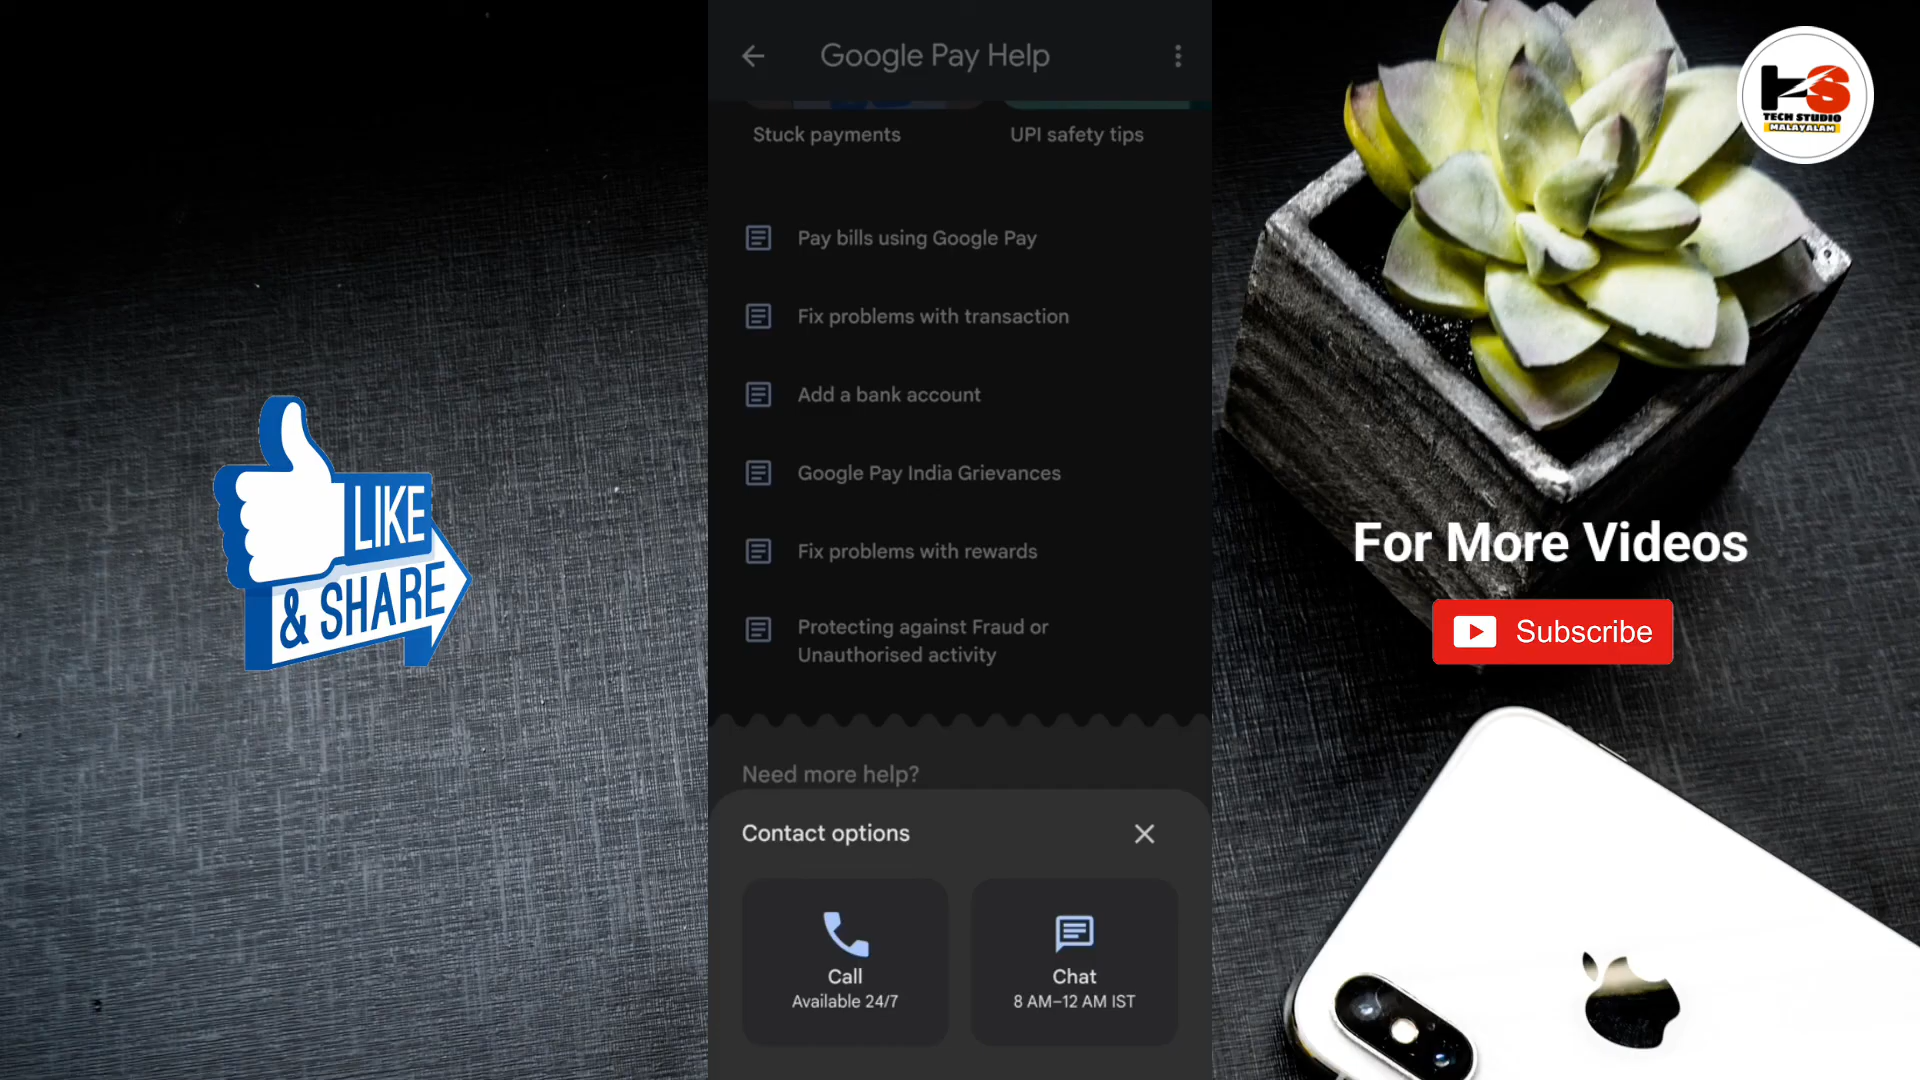 Google Pay Help
Stuck payments
UPI safety tips
Pay bills using Google Pay
Fix problems with transaction
Add a bank account
Google Pay India Grievances
Fix problems with rewards
Protecting against Fraud or
Unauthorised activity
Need more help?
Contact options
Call
Available 24/7
Chat
8 AM–12 AM IST
LIKE
& SHARE
TECH STUDIO
MALAYALAM
For More Videos
Subscribe